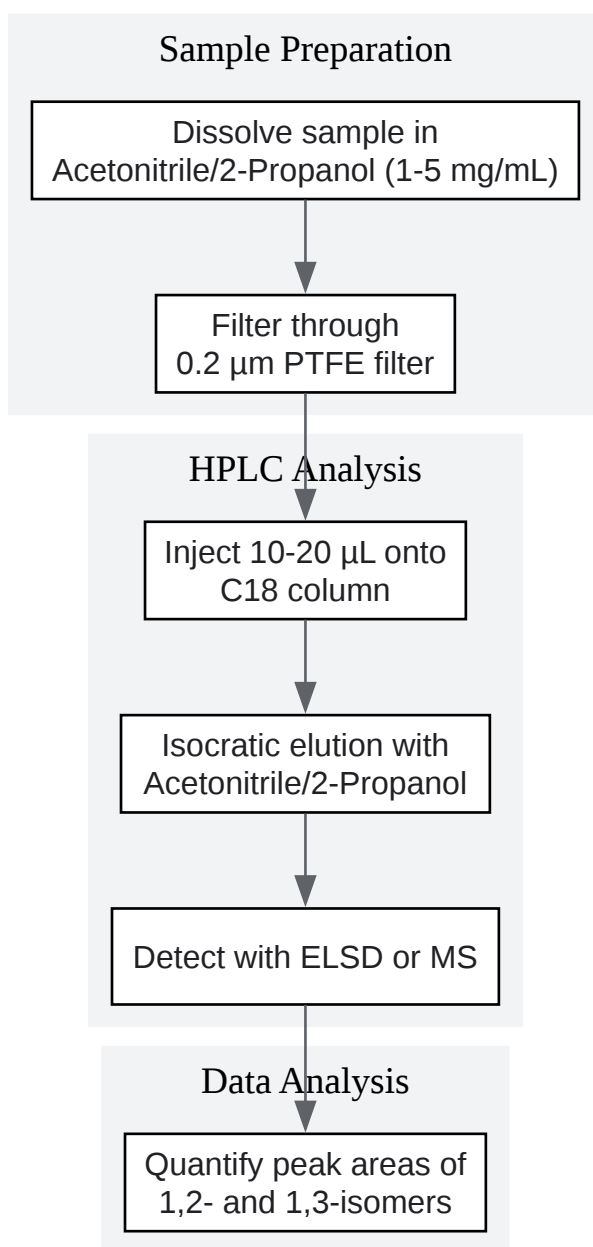 Sample Preparation
Dissolve sample in
Acetonitrile/2-Propanol (1-5 mg/mL)
Filter through
0.2 µm PTFE filter
HPLC Analysis
Inject 10-20 µL onto
C18 column
Isocratic elution with
Acetonitrile/2-Propanol
Detect with ELSD or MS
Data Analysis
Quantify peak areas of
1,2- and 1,3-isomers